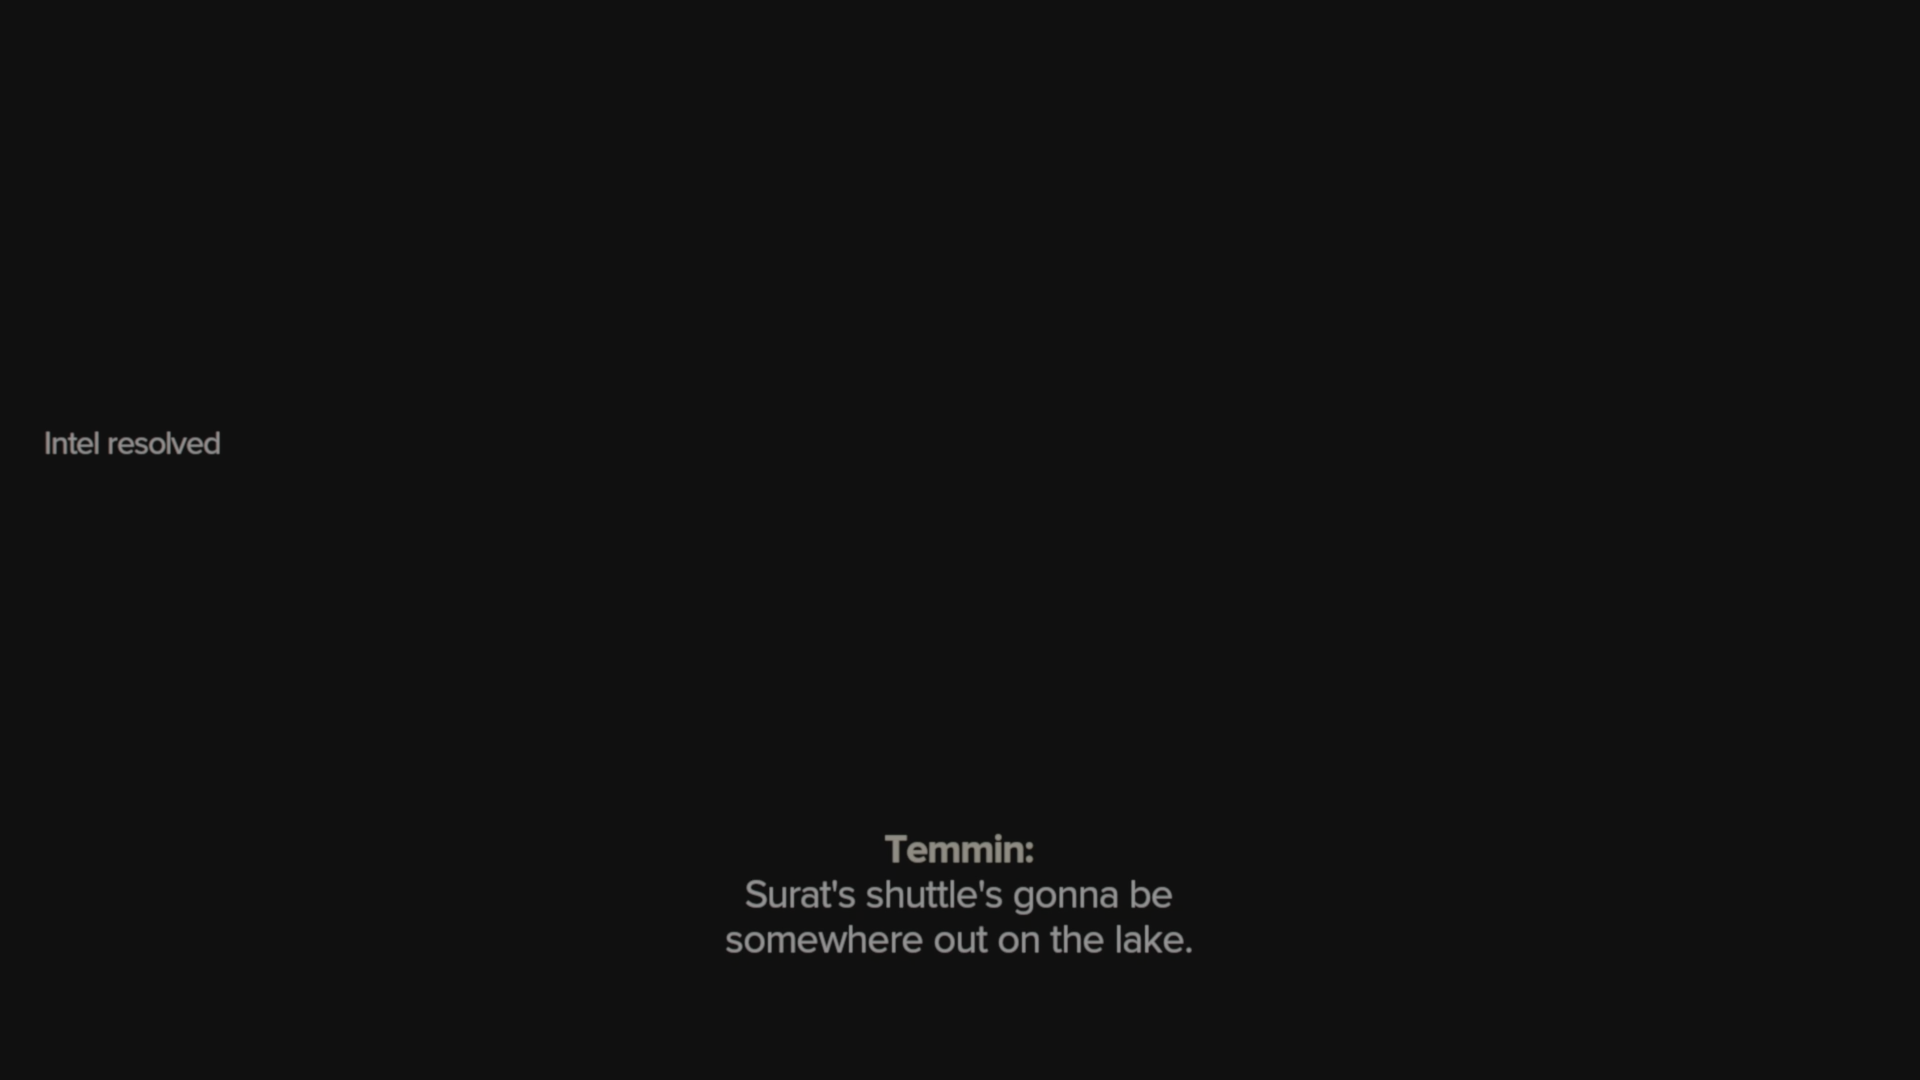 Intel resolved
Temmin:
Surat's shuttle's gonna be
somewhere out on the lake.